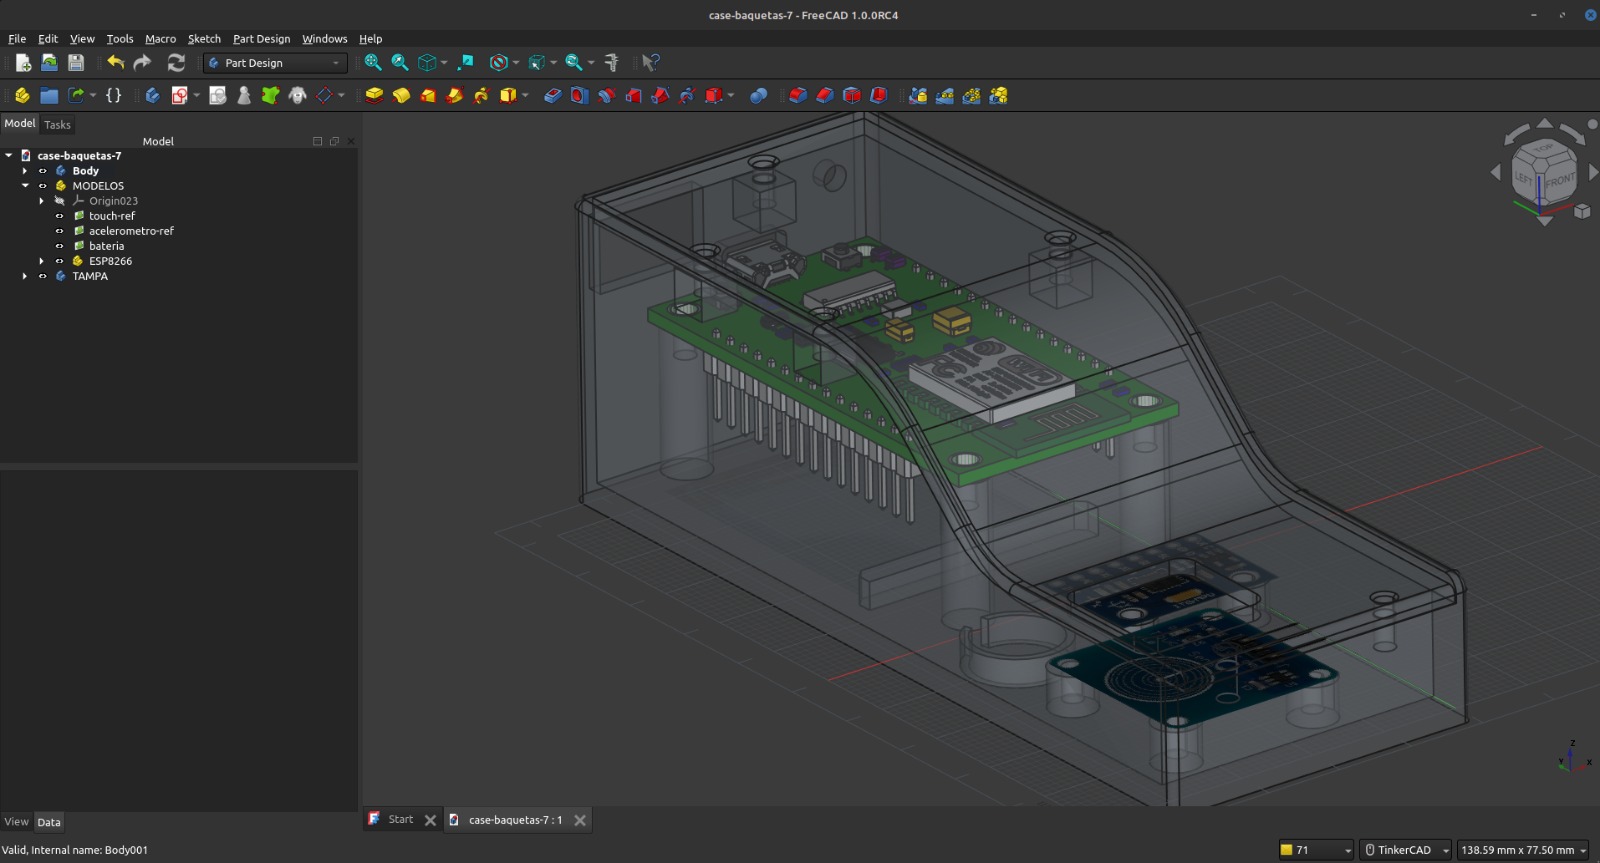 case-baquetas-7 - FreeCAD 1.0.0RC4
File Edit View Tools Macro Sketch Part Design Windows Help
Part Design
Model Tasks
Model
case-baquetas-7
Body
MODELOS
Origin023
touch-ref
acelerometro-ref
bateria
ESP8266
TAMPA
TOP
LEFT
FRONT
Z
Y
X
View Data
Start
case-baquetas-7 : 1
Valid, Internal name: Body001
71
TinkerCAD
138.59 mm x 77.50 mm